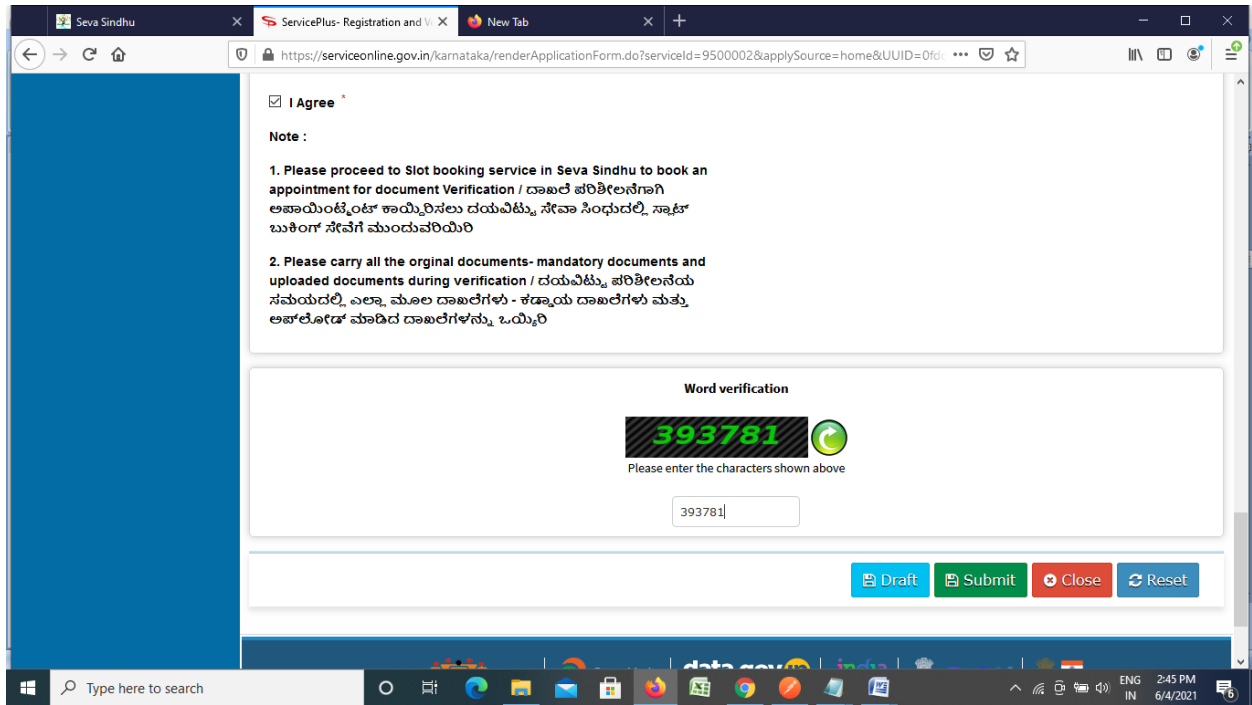 Seva Sindhu
ServicePlus- Registration and
New Tab
https://serviceonline.gov.in/karnataka/renderApplicationForm.do?serviceId=9500002&applySource=home&UUID=0fdc
I Agree *
Note :
1. Please proceed to Slot booking service in Seva Sindhu to book an
appointment for document Verification / ದಾಖಲೆ ಪರಿಶೀಲನೆಗಾಗಿ
ಅಪಾಯಿಂಟ್ಮೆಂಟ್ ಕಾಯ್ದಿರಿಸಲು ದಯವಿಟ್ಟು ಸೇವಾ ಸಿಂಧುದಲ್ಲಿ ಸ್ಲಾಟ್
ಬುಕಿಂಗ್ ಸೇವೆಗೆ ಮುಂದುವರಿಯಿರಿ
2. Please carry all the orginal documents- mandatory documents and
uploaded documents during verification / ದಯವಿಟ್ಟು ಪರಿಶೀಲನೆಯ
ಸಮಯದಲ್ಲಿ ಎಲ್ಲಾ ಮೂಲ ದಾಖಲೆಗಳು - ಕಡ್ಡಾಯ ದಾಖಲೆಗಳು ಮತ್ತು
ಅಪ್‌ಲೋಡ್ ಮಾಡಿದ ದಾಖಲೆಗಳನ್ನು ಒಯ್ಯಿರಿ
Word verification
393781
Please enter the characters shown above
393781
Draft Submit Close Reset
data.gov
india
Type here to search
ENG 2:45 PM
IN 6/4/2021
6